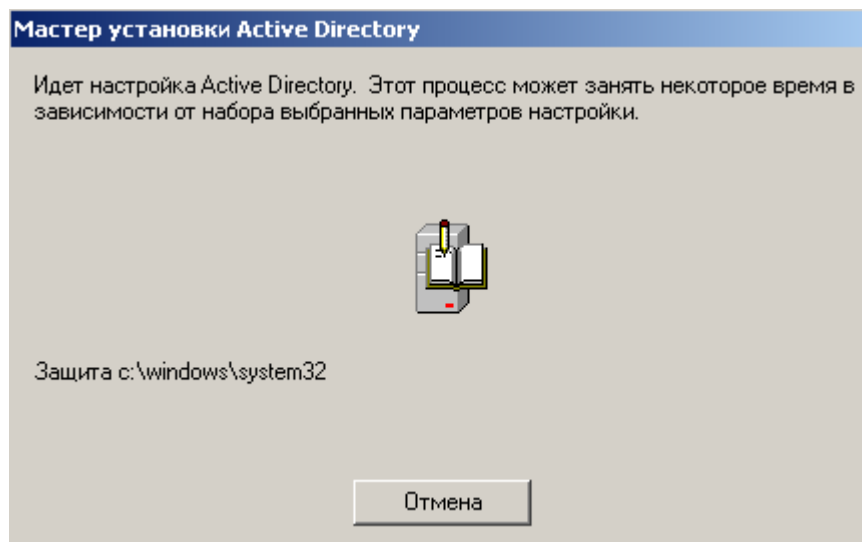 Мастер установки Active Directory
Идет настройка Active Directory. Этот процесс может занять некоторое время в
зависимости от набора выбранных параметров настройки.
Защита c:\windows\system32
Отмена